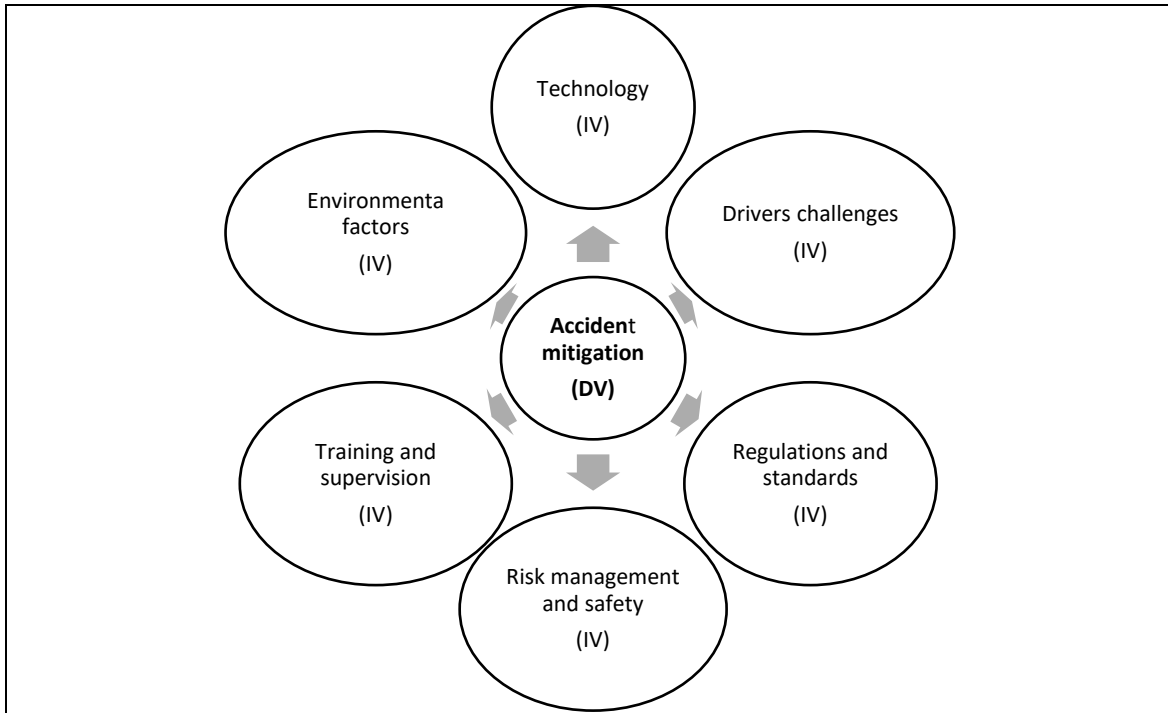 Technology
(IV)
Drivers challenges
(IV)
Regulations and
standards
(IV)
Risk management
and safety
(IV)
Training and
supervision
(IV)
Environmenta
factors
(IV)
Accident
mitigation
(DV)